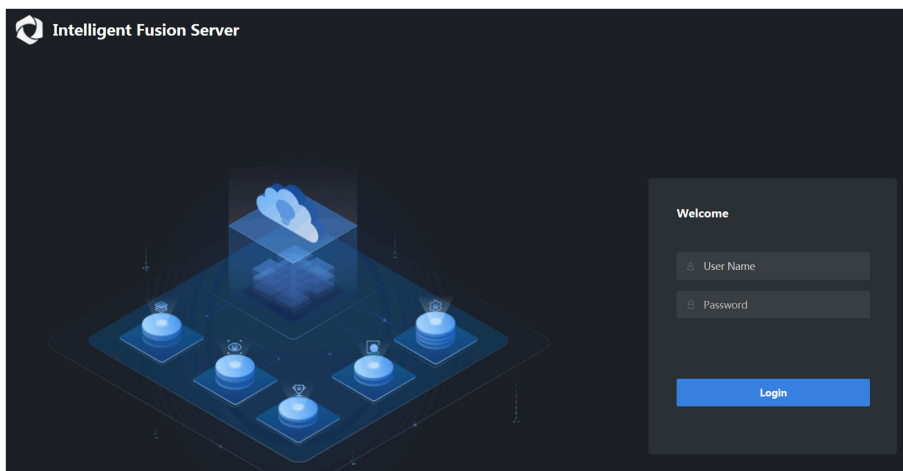 Intelligent Fusion Server
Welcome
User Name
Password
Login